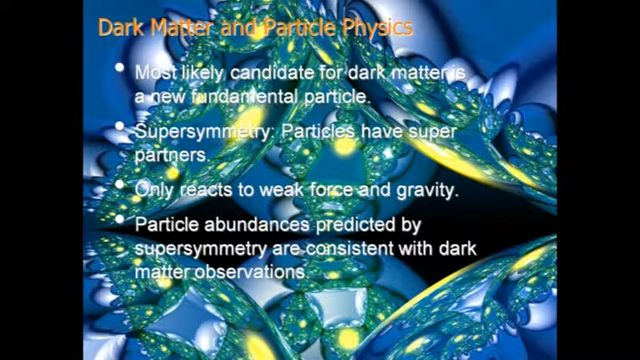 Dark Matter and Particle Physics
• Most likely candidate for dark matter is
a new fundamental particle.
• Supersymmetry: Particles have super
partners.
• Only reacts to weak force and gravity.
• Particle abundances predicted by
supersymmetry are consistent with dark
matter observations.